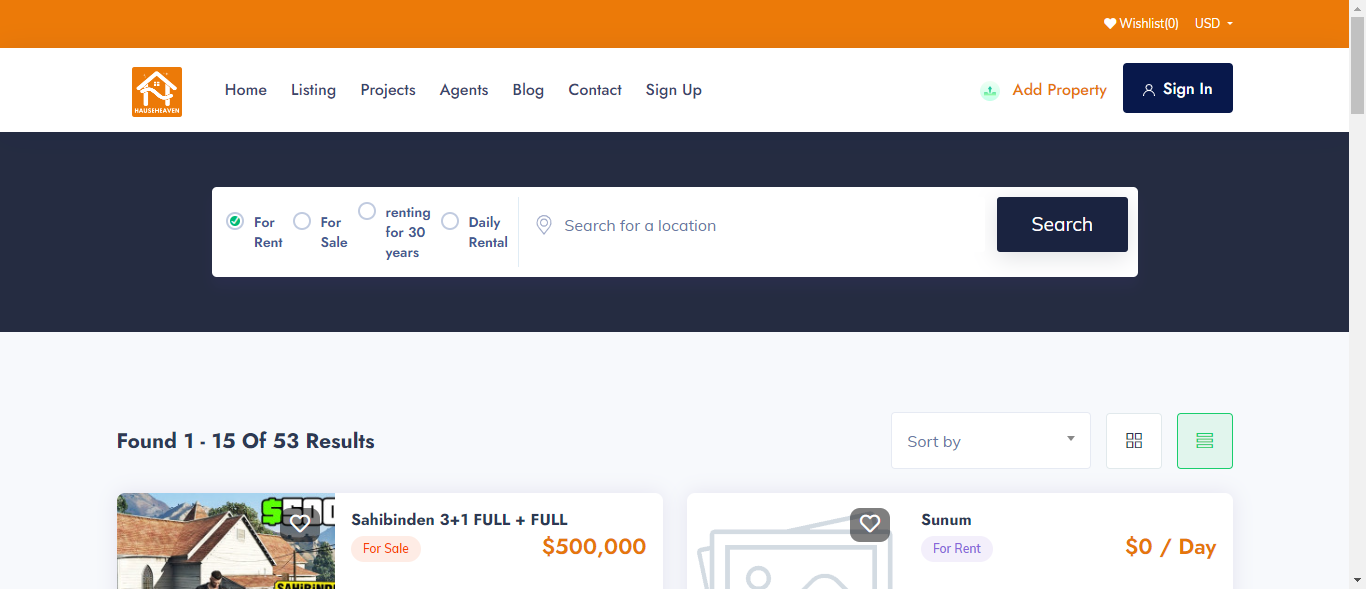 Wishlist(0) USD
HAUSEHEAVEN
Home Listing Projects Agents Blog Contact Sign Up Add Property Sign In
For Rent
For Sale
renting for 30 years
Daily Rental
Search for a location
Search
Found 1 - 15 Of 53 Results
Sort by
Sahibinden 3+1 FULL + FULL
For Sale $500,000
Sunum
For Rent $0 / Day